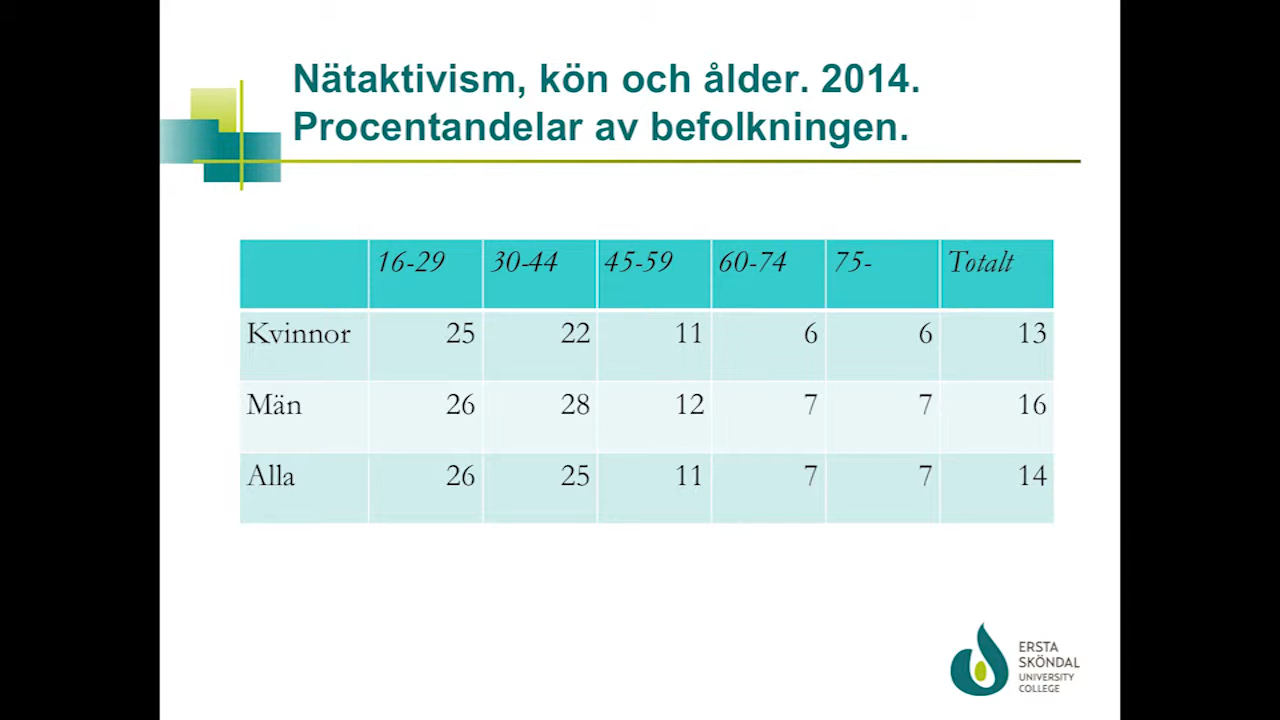 Nätaktivism, kön och ålder. 2014.
Procentandelar av befolkningen.
16-29 30-44 45-59 60-74 75- Totalt
Kvinnor 25 22 11 6 6 13
Män 26 28 12 7 7 16
Alla 26 25 11 7 7 14
ERSTA
SKÖNDAL
UNIVERSITY
COLLEGE